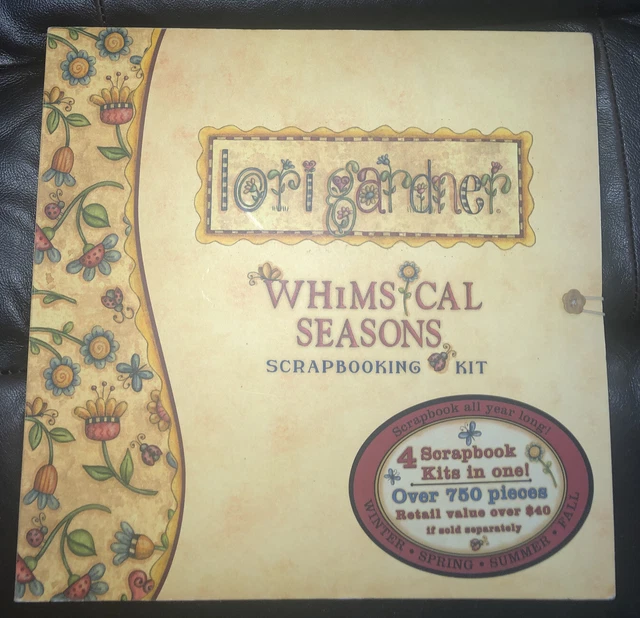 lori gardner
WHIMSICAL
SEASONS
SCRAPBOOKING KIT
Scrapbook all year long!
4 Scrapbook
Kits in one!
Over 750 pieces
Retail value over $40
if sold separately
WINTER • SPRING • SUMMER • FALL